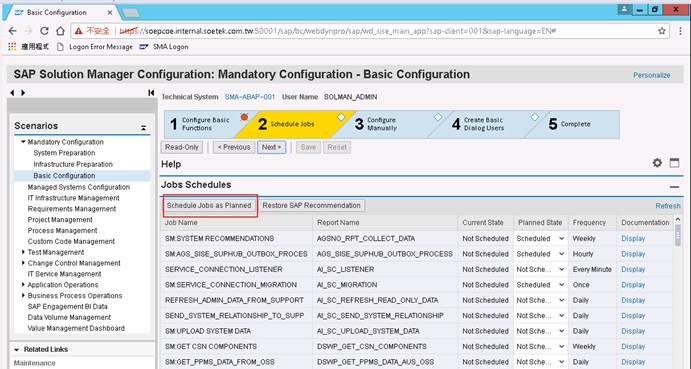 Basic Configuration
不安全 https://soepcoe.internal.soetek.com.tw:50001/sap/bc/webdynpro/sap/wd_sise_main_app?sap-client=001&sap-language=EN#
應用程式 Logon Error Message SMA Logon
SAP Solution Manager Configuration: Mandatory Configuration - Basic Configuration
Personalize
Technical System SMA~ABAP~001 User Name SOLMAN_ADMIN
1 Configure Basic Functions
2 Schedule Jobs
3 Configure Manually
4 Create Basic Dialog Users
5 Complete
Read-Only < Previous Next > Save Reset
Help
Jobs Schedules
Schedule Jobs as Planned Restore SAP Recommendation Refresh
Job Name Report Name Current State Planned State Frequency Documentation
SM:SYSTEM RECOMMENDATIONS AGSNO_RPT_COLLECT_DATA Not Scheduled Scheduled Weekly Display
SM:AGS_SISE_SUPHUB_OUTBOX_PROCES AGS_SISE_SUPHUB_OUTBOX_PROCESS Not Scheduled Scheduled Hourly Display
SERVICE_CONNECTION_LISTENER AI_SC_LISTENER Not Scheduled Not Sche... Every Minute Display
SM:SERVICE_CONNECTION_MIGRATION AI_SC_MIGRATION Not Scheduled Scheduled Once Display
REFRESH_ADMIN_DATA_FROM_SUPPORT AI_SC_REFRESH_READ_ONLY_DATA Not Scheduled Not Sche... Daily Display
SEND_SYSTEM_RELATIONSHIP_TO_SUPP AI_SC_SEND_SYSTEM_RELATIONSHIP Not Scheduled Not Sche... Daily Display
SM:UPLOAD SYSTEM DATA AI_SC_UPLOAD_SYSTEM_DATA Not Scheduled Not Sche... Daily Display
SM:GET CSN COMPONENTS DSWP_GET_CSN_COMPONENTS Not Scheduled Not Sche... Weekly Display
SM:GET_PPMS_DATA_FROM_OSS DSWP_GET_PPMS_DATA_AUS_OSS Not Scheduled Not Sche... Daily Display
Scenarios
Mandatory Configuration
System Preparation
Infrastructure Preparation
Basic Configuration
Managed Systems Configuration
IT Infrastructure Management
Requirements Management
Project Management
Process Management
Custom Code Management
Test Management
Change Control Management
IT Service Management
Application Operations
Business Process Operations
SAP Engagement BI Data
Data Volume Management
Value Management Dashboard
Related Links
Maintenance